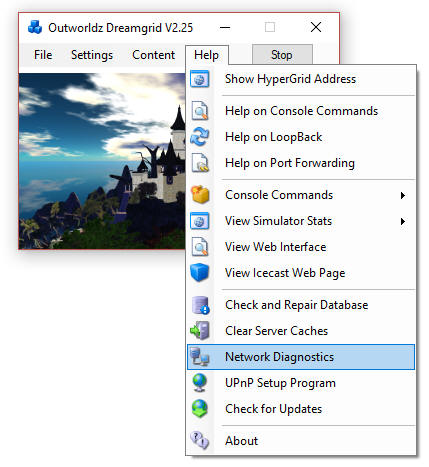 Outworldz Dreamgrid V2.25
File Settings Content Help Stop
Show HyperGrid Address
Help on Console Commands
Help on LoopBack
Help on Port Forwarding
Console Commands
View Simulator Stats
View Web Interface
View Icecast Web Page
Check and Repair Database
Clear Server Caches
Network Diagnostics
UPnP Setup Program
Check for Updates
About